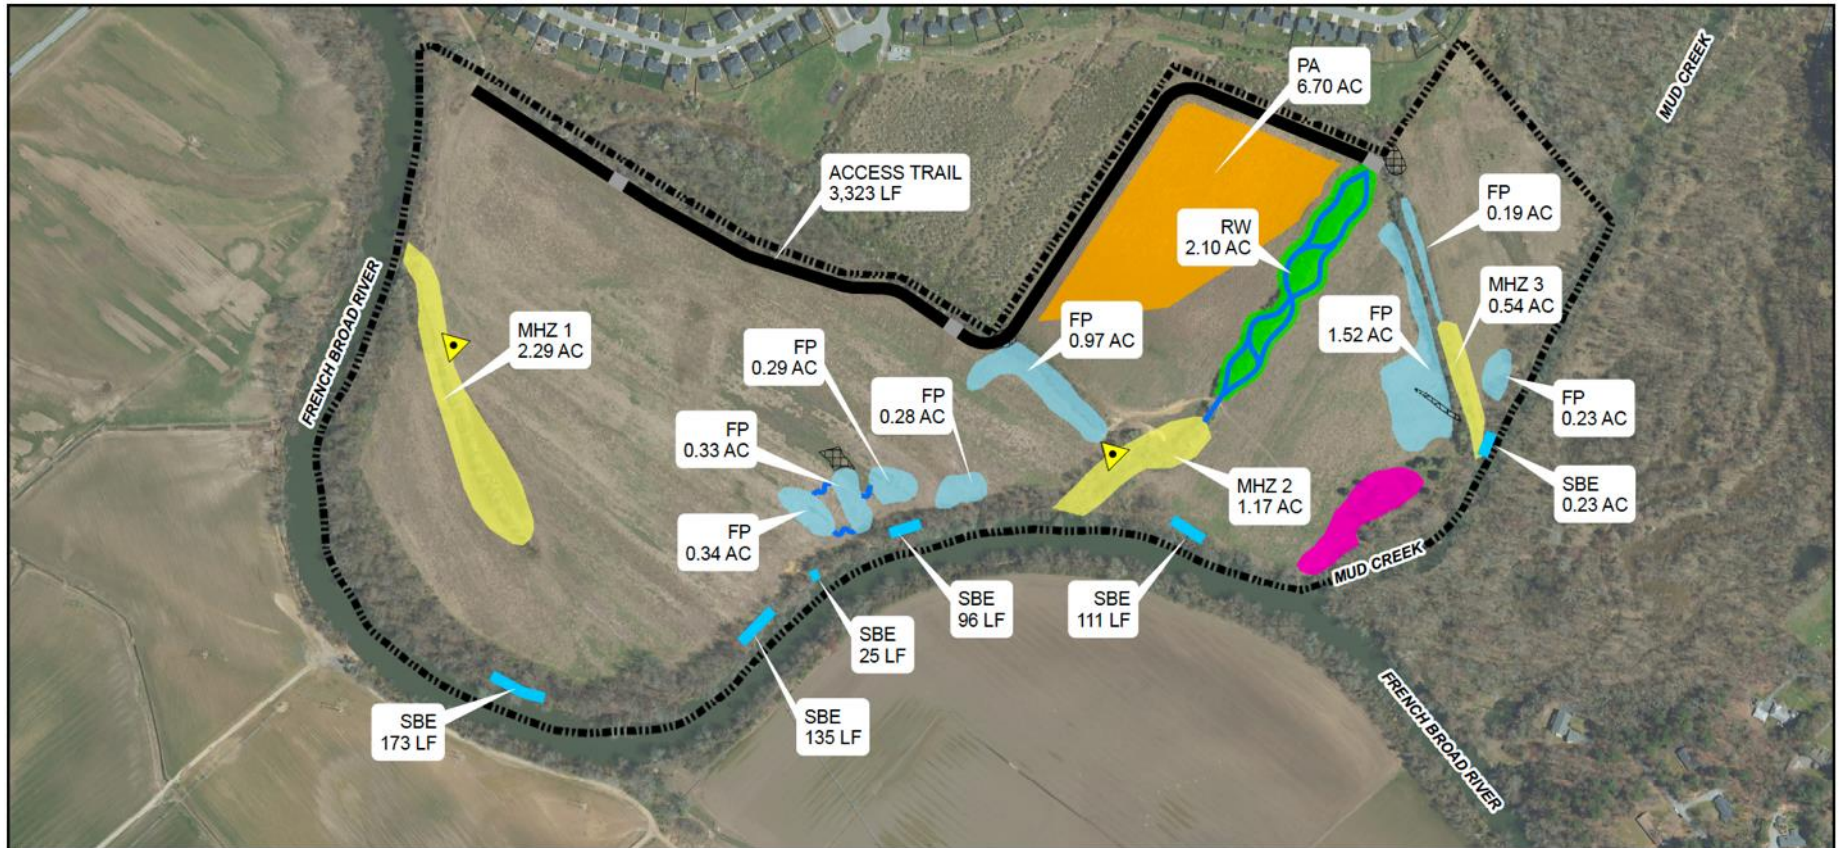 MUD CREEK
PA
6.70 AC
ACCESS TRAIL
3,323 LF
FP
0.19 AC
RW
2.10 AC
FRENCH BROAD RIVER
MHZ 3
0.54 AC
MHZ 1
2.29 AC
FP
0.97 AC
FP
1.52 AC
FP
0.29 AC
FP
0.28 AC
FP
0.23 AC
FP
0.33 AC
MHZ 2
1.17 AC
SBE
0.23 AC
FP
0.34 AC
MUD CREEK
SBE
96 LF
SBE
111 LF
SBE
25 LF
SBE
173 LF
SBE
135 LF
FRENCH BROAD RIVER